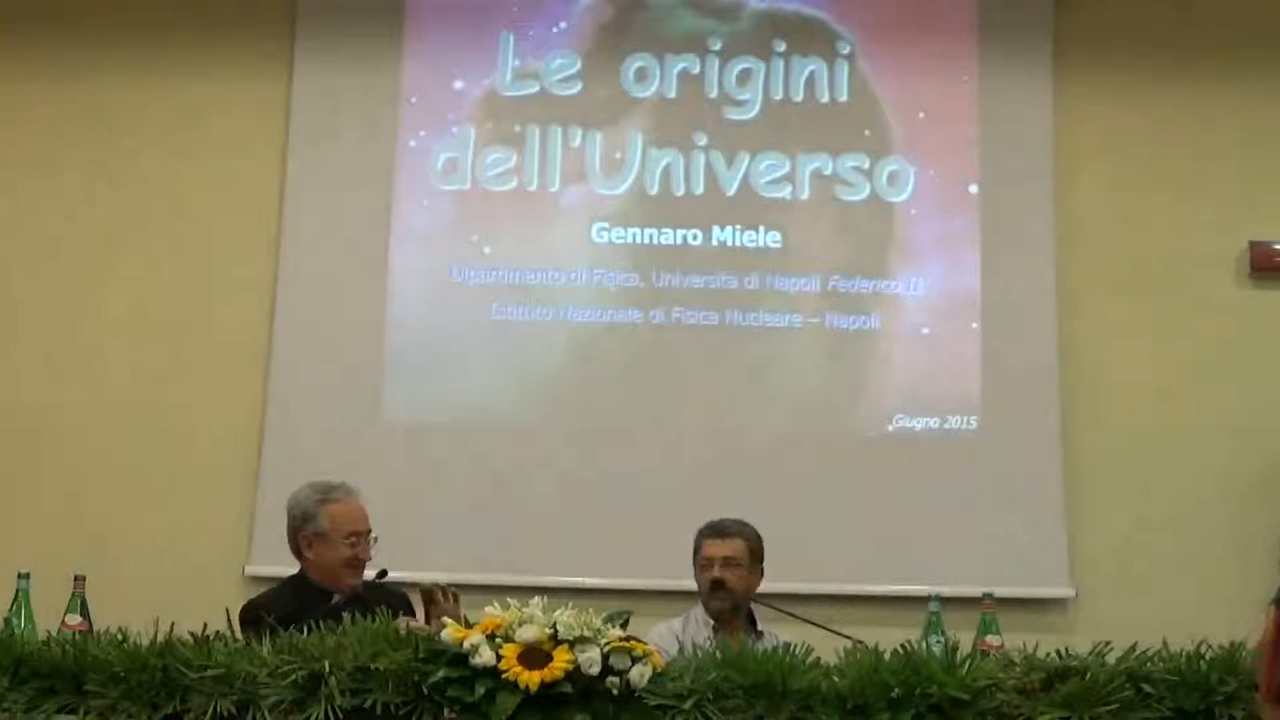 Le origini
dell'Universo
Gennaro Miele
Dipartimento di Fisica, Università di Napoli Federico II
Istituto Nazionale di Fisica Nucleare – Napoli
Giugno 2015